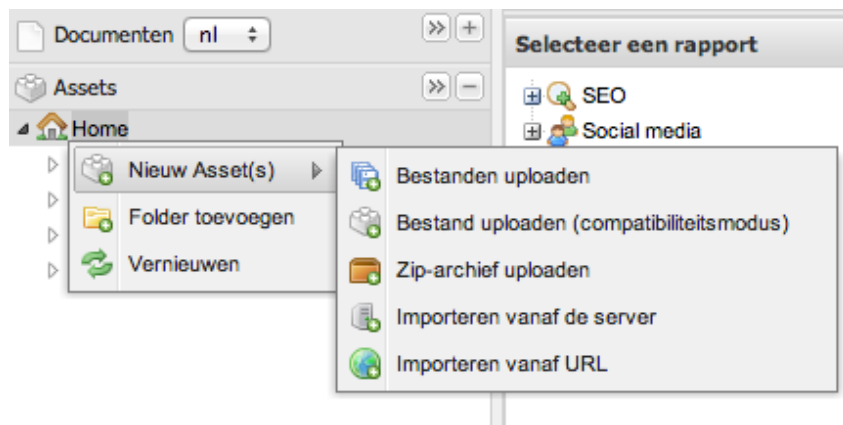 Documenten nl
Assets
Home
Nieuw Asset(s)
Folder toevoegen
Vernieuwen
Bestanden uploaden
Bestand uploaden (compatibiliteitsmodus)
Zip-archief uploaden
Importeren vanaf de server
Importeren vanaf URL
Selecteer een rapport
SEO
Social media